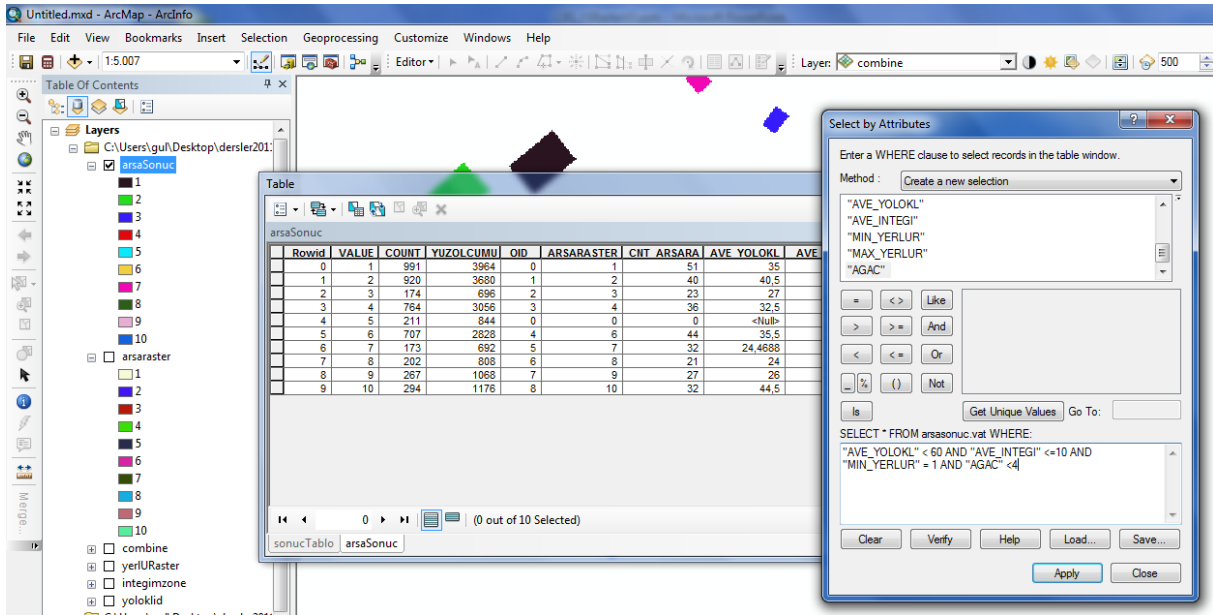 Untitled.mxd - ArcMap - ArcInfo
File Edit View Bookmarks Insert Selection Geoprocessing Customize Windows Help
1:5.007 Editor Layer: combine 500
Table Of Contents
Layers
C:\Users\gul\Desktop\dersler201
arsaSonuc
1
2
3
4
5
6
7
8
9
10
arsaraster
1
2
3
4
5
6
7
8
9
10
combine
yerlURaster
integimzone
yoloklid
Merge...
Table
arsaSonuc
Rowid VALUE COUNT YUZOLCUMU OID ARSARASTER CNT_ARSARA AVE_YOLOKL AVE
0 1 991 3964 0 1 51 35
1 2 920 3680 1 2 40 40,5
2 3 174 696 2 3 23 27
3 4 764 3056 3 4 36 32,5
4 5 211 844 0 0 0 <Null>
5 6 707 2828 4 6 44 35,5
6 7 173 692 5 7 32 24,4688
7 8 202 808 6 8 21 24
8 9 267 1068 7 9 27 26
9 10 294 1176 8 10 32 44,5
0 (0 out of 10 Selected)
sonucTablo arsaSonuc
Select by Attributes
Enter a WHERE clause to select records in the table window.
Method : Create a new selection
"AVE_YOLOKL"
"AVE_INTEGI"
"MIN_YERLUR"
"MAX_YERLUR"
"AGAC"
= <> Like
> > = And
< < = Or
_ % () Not
Is Get Unique Values Go To:
SELECT * FROM arsasonuc.vat WHERE:
"AVE_YOLOKL" < 60 AND "AVE_INTEGI" <=10 AND
"MIN_YERLUR" = 1 AND "AGAC" <4
Clear Verify Help Load... Save...
Apply Close